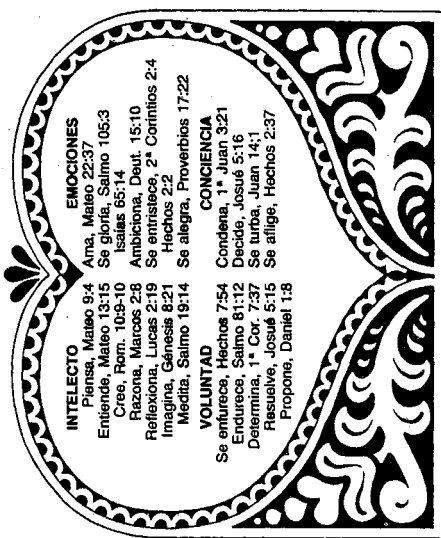 INTELECTO
Piensa, Mateo 9:4
Entiende, Mateo 13:15
Cree, Rom. 10:9-10
Razona, Marcos 2:8
Reflexiona, Lucas 2:19
Imagina, Génesis 8:21
Medita, Salmo 19:14
EMOCIONES
Ama, Mateo 22:37
Se gloría, Salmo 105:3
Isaías 65:14
Ambiciona, Deut. 15:10
Se entristece, 2ª Corintios 2:4
Hechos 2:2
Se alegra, Proverbios 17:22
VOLUNTAD
Se enfurece, Hechos 7:54
Endurece, Salmo 81:12
Determina, 1ª Cor. 7:37
Resuelve, Josué 5:15
Propone, Daniel 1:8
CONCIENCIA
Condena, 1ª Juan 3:21
Decide, Josué 5:16
Se turba, Juan 14:1
Se aflige, Hechos 2:37